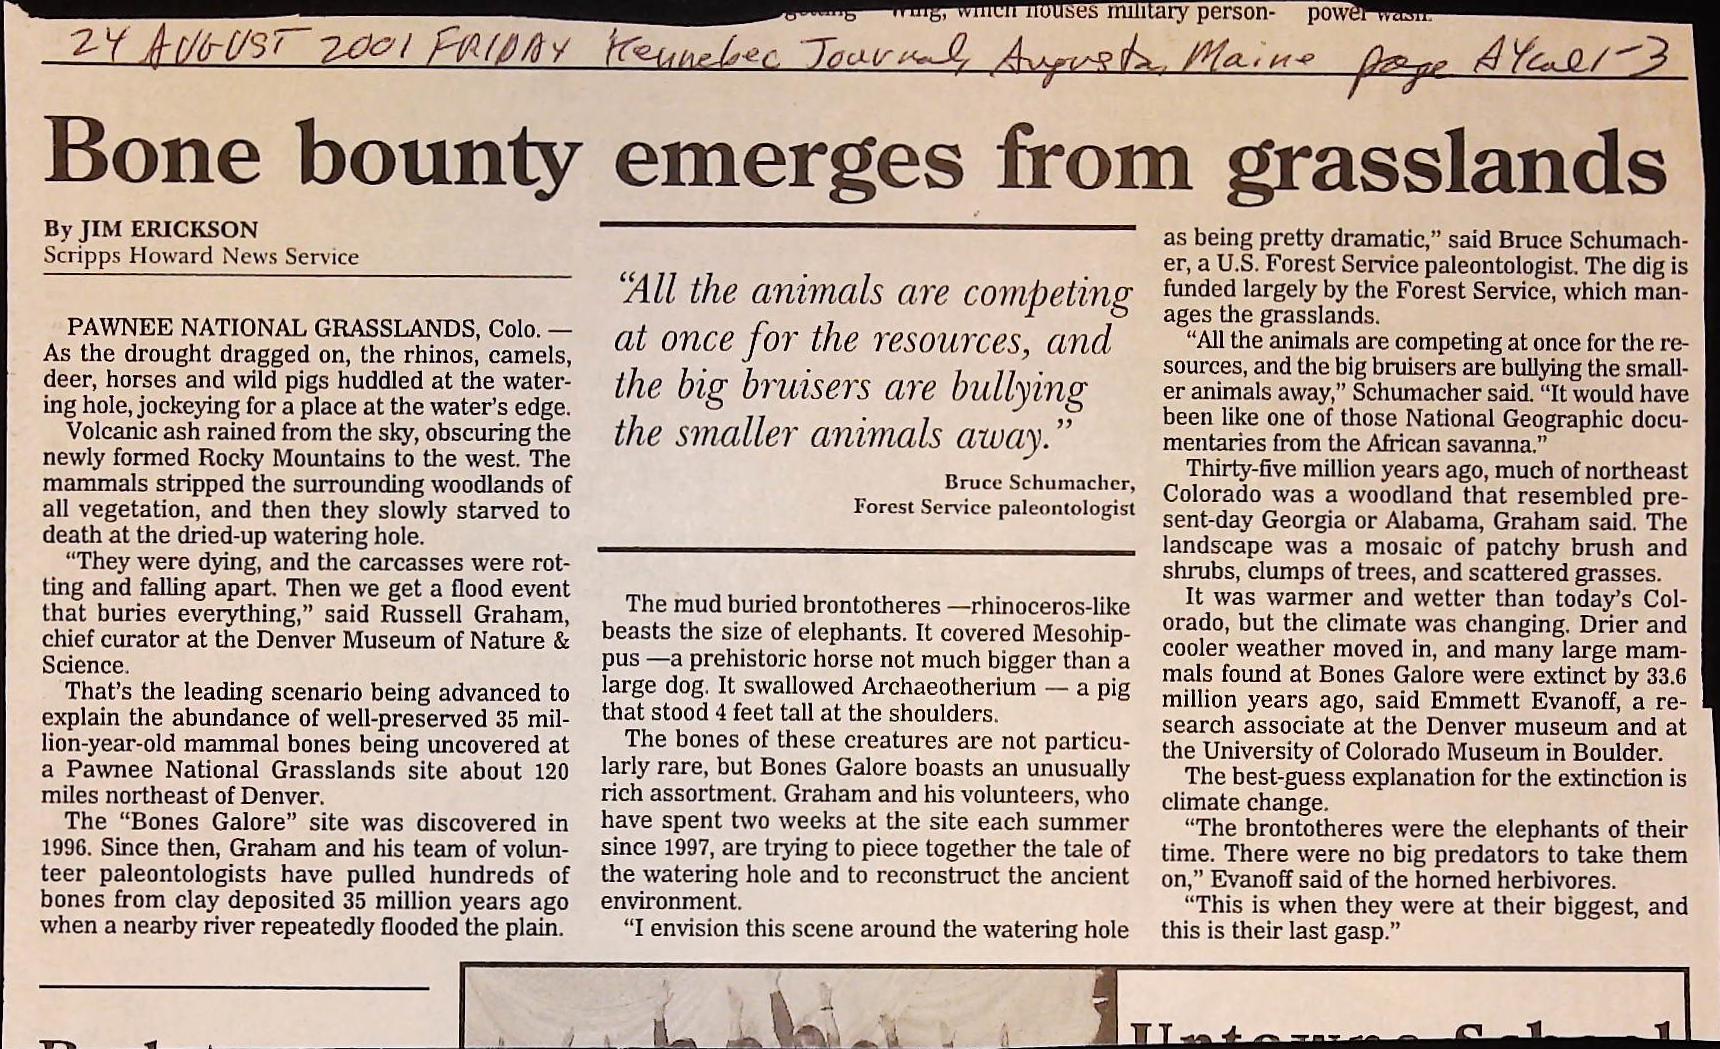 wing, which houses military person-
power wash.
24 AUGUST 2001 FRIDAY Kennebec Journal, Augusta, Maine page A4 col 1-3
Bone bounty emerges from grasslands
By JIM ERICKSON
Scripps Howard News Service
PAWNEE NATIONAL GRASSLANDS, Colo. —
As the drought dragged on, the rhinos, camels,
deer, horses and wild pigs huddled at the water-
ing hole, jockeying for a place at the water's edge.
Volcanic ash rained from the sky, obscuring the
newly formed Rocky Mountains to the west. The
mammals stripped the surrounding woodlands of
all vegetation, and then they slowly starved to
death at the dried-up watering hole.
“They were dying, and the carcasses were rot-
ting and falling apart. Then we get a flood event
that buries everything,” said Russell Graham,
chief curator at the Denver Museum of Nature &
Science.
That's the leading scenario being advanced to
explain the abundance of well-preserved 35 mil-
lion-year-old mammal bones being uncovered at
a Pawnee National Grasslands site about 120
miles northeast of Denver.
The “Bones Galore” site was discovered in
1996. Since then, Graham and his team of volun-
teer paleontologists have pulled hundreds of
bones from clay deposited 35 million years ago
when a nearby river repeatedly flooded the plain.
“All the animals are competing
at once for the resources, and
the big bruisers are bullying
the smaller animals away.”
Bruce Schumacher,
Forest Service paleontologist
The mud buried brontotheres —rhinoceros-like
beasts the size of elephants. It covered Mesohip-
pus —a prehistoric horse not much bigger than a
large dog. It swallowed Archaeotherium — a pig
that stood 4 feet tall at the shoulders.
The bones of these creatures are not particu-
larly rare, but Bones Galore boasts an unusually
rich assortment. Graham and his volunteers, who
have spent two weeks at the site each summer
since 1997, are trying to piece together the tale of
the watering hole and to reconstruct the ancient
environment.
“I envision this scene around the watering hole
as being pretty dramatic,” said Bruce Schumach-
er, a U.S. Forest Service paleontologist. The dig is
funded largely by the Forest Service, which man-
ages the grasslands.
“All the animals are competing at once for the re-
sources, and the big bruisers are bullying the small-
er animals away,” Schumacher said. “It would have
been like one of those National Geographic docu-
mentaries from the African savanna.”
Thirty-five million years ago, much of northeast
Colorado was a woodland that resembled pre-
sent-day Georgia or Alabama, Graham said. The
landscape was a mosaic of patchy brush and
shrubs, clumps of trees, and scattered grasses.
It was warmer and wetter than today's Col-
orado, but the climate was changing. Drier and
cooler weather moved in, and many large mam-
mals found at Bones Galore were extinct by 33.6
million years ago, said Emmett Evanoff, a re-
search associate at the Denver museum and at
the University of Colorado Museum in Boulder.
The best-guess explanation for the extinction is
climate change.
“The brontotheres were the elephants of their
time. There were no big predators to take them
on,” Evanoff said of the horned herbivores.
“This is when they were at their biggest, and
this is their last gasp.”